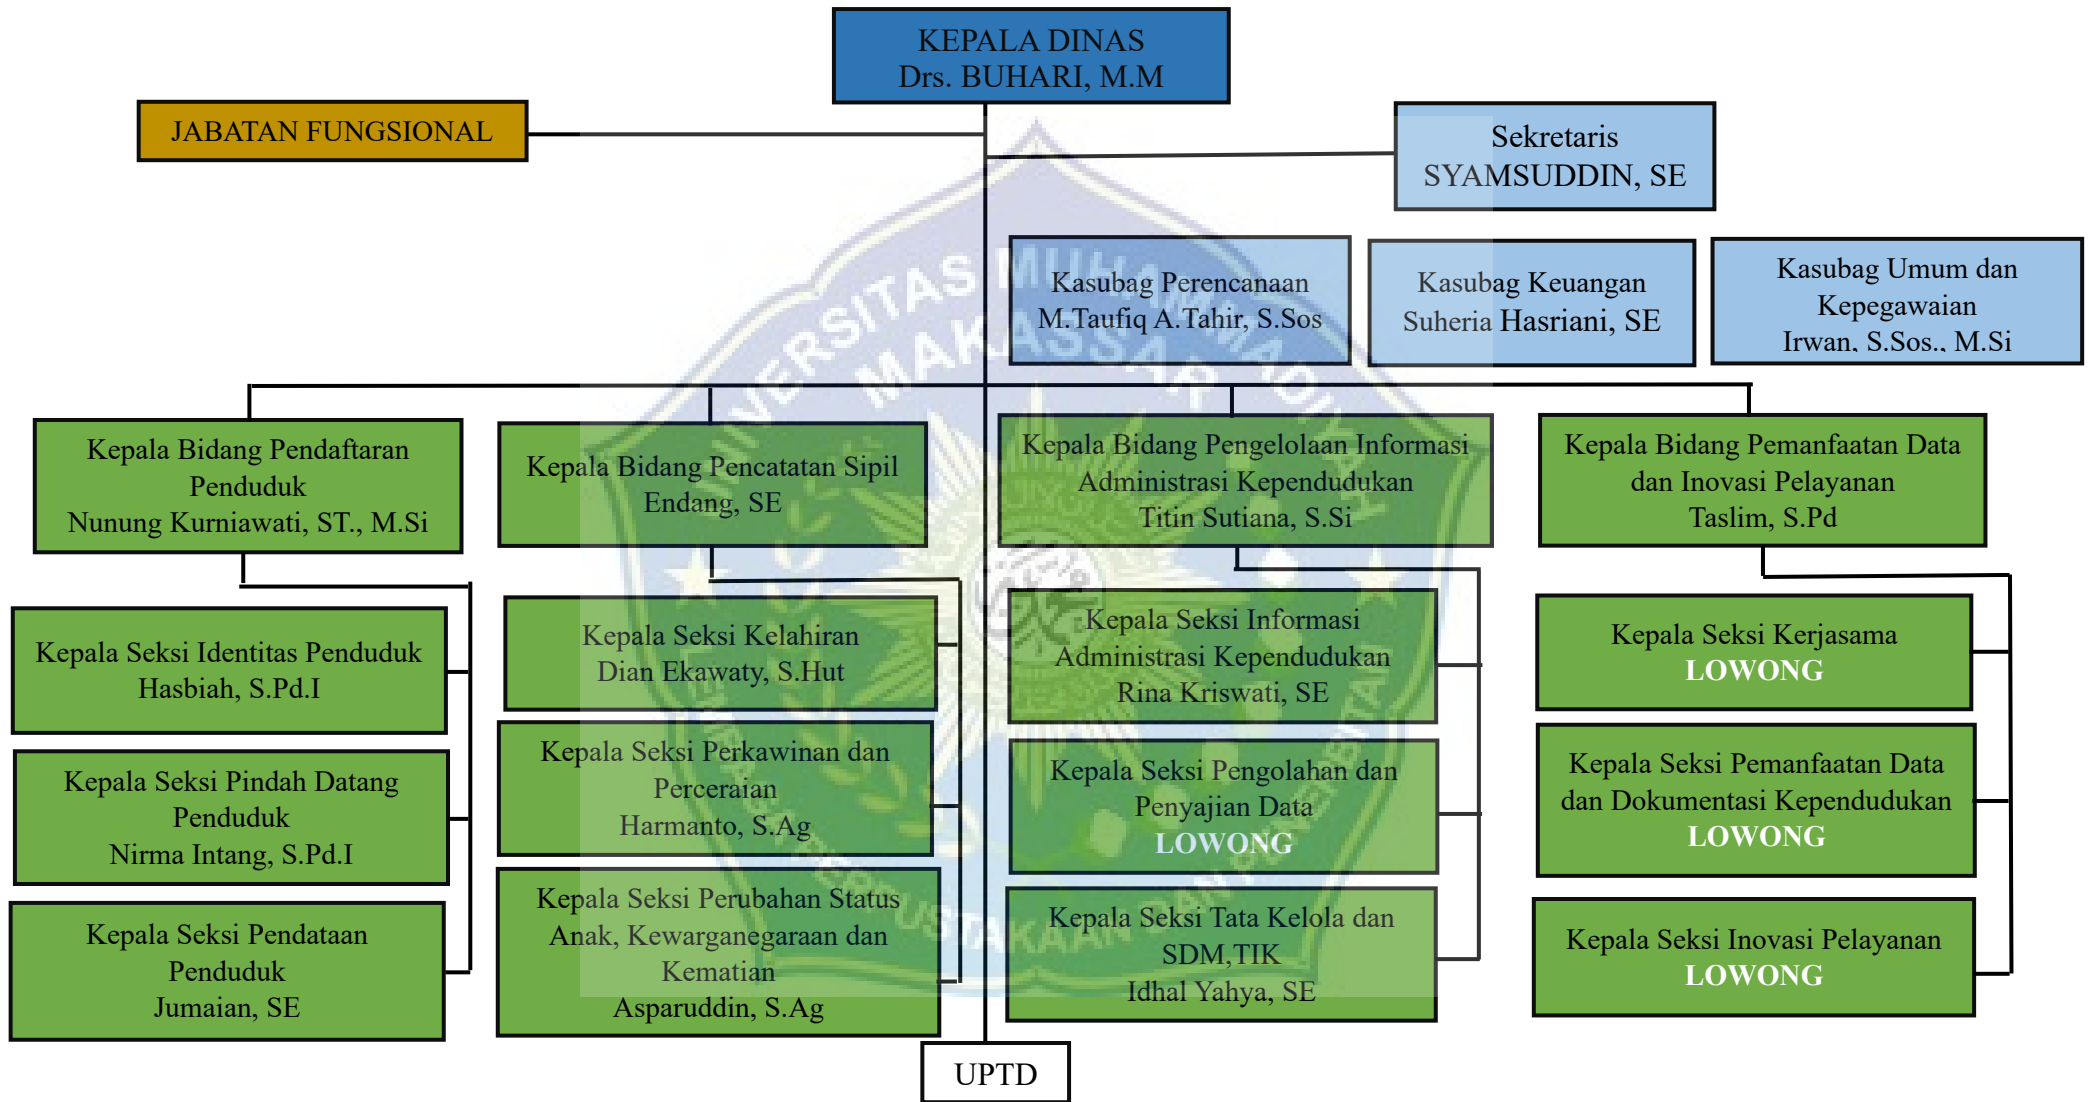 KEPALA DINAS
Drs. BUHARI, M.M
JABATAN FUNGSIONAL
Sekretaris
SYAMSUDDIN, SE
Kasubag Perencanaan
M.Taufiq A.Tahir, S.Sos
Kasubag Keuangan
Suheria Hasriani, SE
Kasubag Umum dan
Kepegawaian
Irwan, S.Sos., M.Si
UNIVERSITAS MUHAMMADIYAH
MAKASSAR
Kepala Bidang Pendaftaran
Penduduk
Nunung Kurniawati, ST., M.Si
Kepala Bidang Pencatatan Sipil
Endang, SE
Kepala Bidang Pengelolaan Informasi
Administrasi Kependudukan
Titin Sutiana, S.Si
Kepala Bidang Pemanfaatan Data
dan Inovasi Pelayanan
Taslim, S.Pd
Kepala Seksi Identitas Penduduk
Hasbiah, S.Pd.I
Kepala Seksi Pindah Datang
Penduduk
Nirma Intang, S.Pd.I
Kepala Seksi Pendataan
Penduduk
Jumaian, SE
Kepala Seksi Kelahiran
Dian Ekawaty, S.Hut
Kepala Seksi Perkawinan dan
Perceraian
Harmanto, S.Ag
Kepala Seksi Perubahan Status
Anak, Kewarganegaraan dan
Kematian
Asparuddin, S.Ag
Kepala Seksi Informasi
Administrasi Kependudukan
Rina Kriswati, SE
Kepala Seksi Pengolahan dan
Penyajian Data
LOWONG
Kepala Seksi Tata Kelola dan
SDM,TIK
Idhal Yahya, SE
Kepala Seksi Kerjasama
LOWONG
Kepala Seksi Pemanfaatan Data
dan Dokumentasi Kependudukan
LOWONG
Kepala Seksi Inovasi Pelayanan
LOWONG
LEMBAGA PERPUSTAKAAN DAN PENERBITAN
UPTD